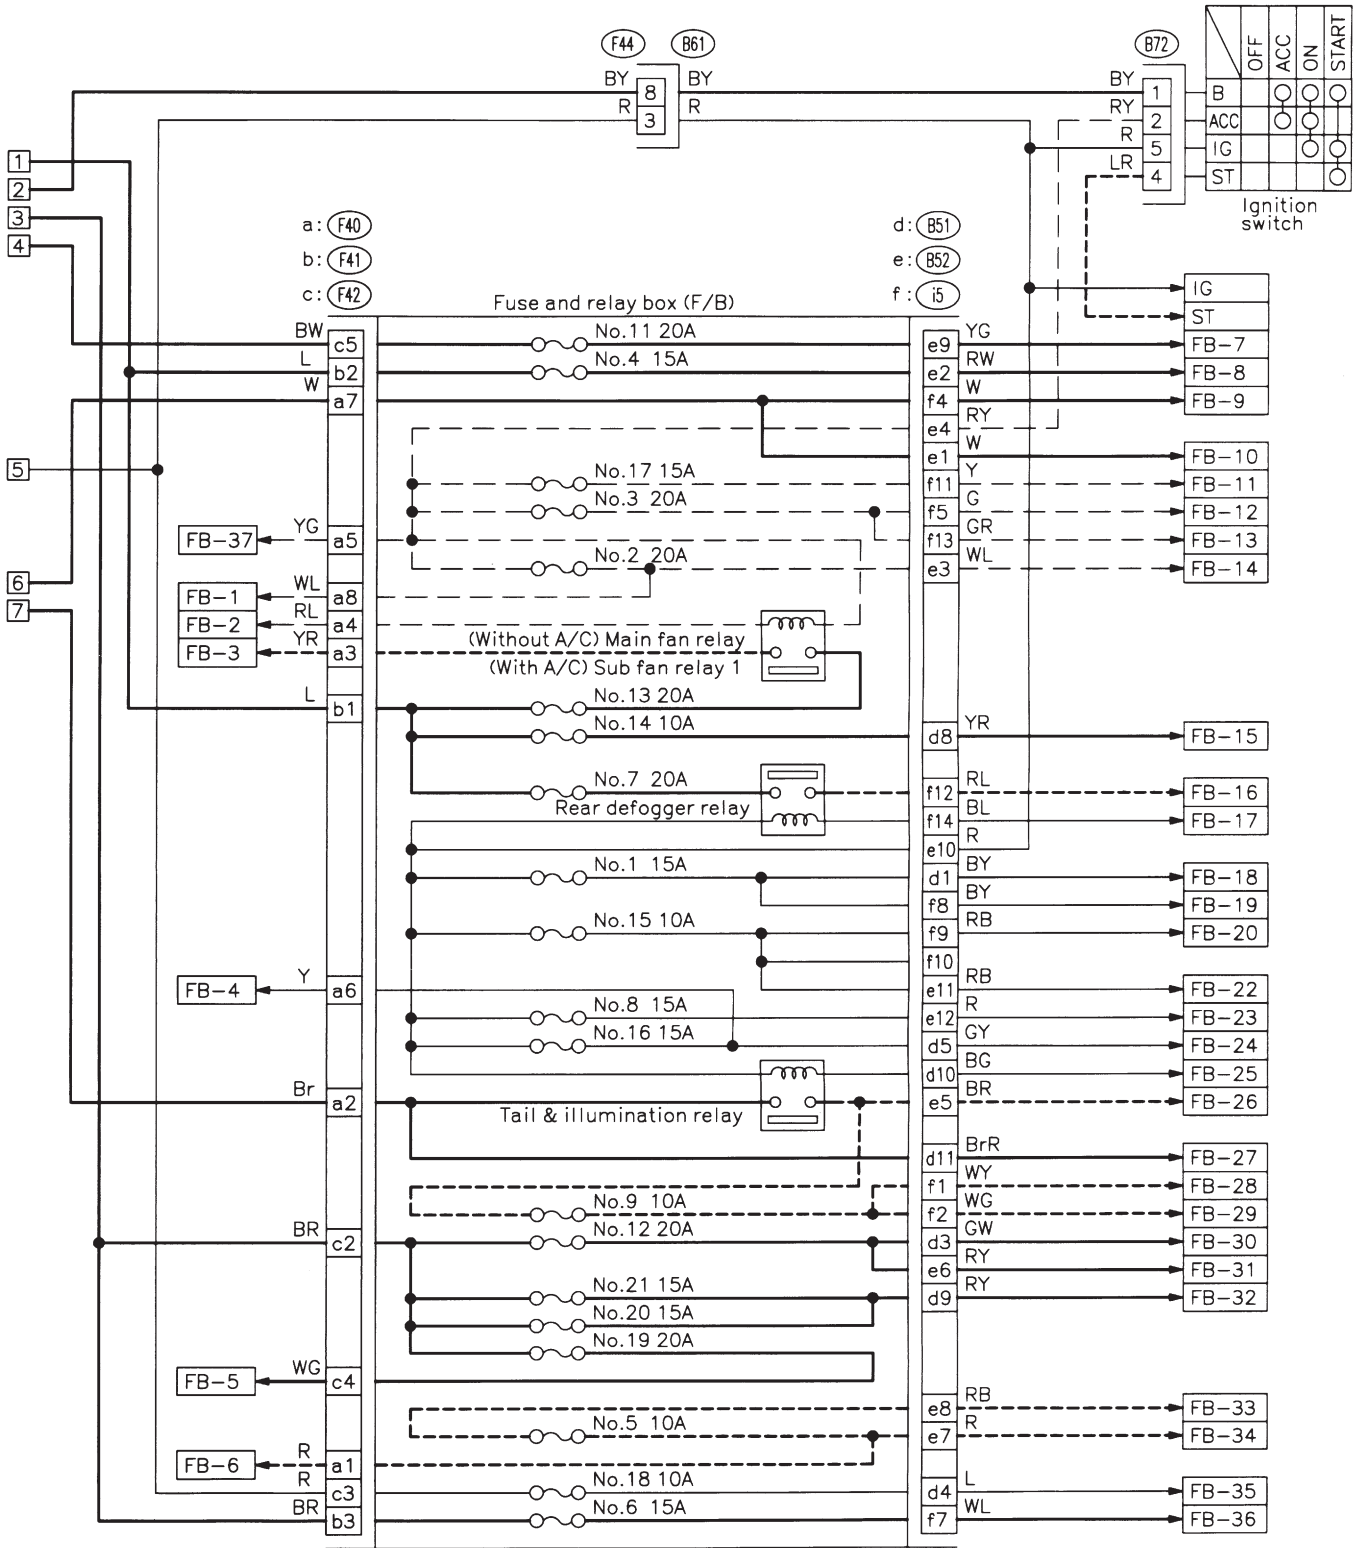 F44 B61 B72
OFF ACC ON START
BY 8 BY BY 1 B
R 3 R RY 2 ACC
R 5 IG
LR 4 ST
Ignition
switch
1
2
3
4
a: F40 d: B51
b: F41 e: B52
c: F42 f: i5
IG
Fuse and relay box (F/B)
ST
BW c5 No.11 20A e9 YG FB-7
L b2 No.4 15A e2 RW FB-8
W a7 f4 W FB-9
e4 RY
e1 W FB-10
5 No.17 15A f11 Y FB-11
No.3 20A f5 G FB-12
FB-37 YG a5 f13 GR FB-13
6 No.2 20A e3 WL FB-14
FB-1 WL a8
7 FB-2 RL a4
(Without A/C) Main fan relay
FB-3 YR a3
(With A/C) Sub fan relay 1
L b1 No.13 20A
No.14 10A d8 YR FB-15
No.7 20A f12 RL FB-16
Rear defogger relay f14 BL FB-17
e10 R
No.1 15A d1 BY FB-18
f8 BY FB-19
No.15 10A f9 RB FB-20
f10
FB-4 Y a6 e11 RB FB-22
No.8 15A e12 R FB-23
No.16 15A d5 GY FB-24
d10 BG FB-25
Br a2 e5 BR FB-26
Tail & illumination relay
d11 BrR FB-27
f1 WY FB-28
No.9 10A f2 WG FB-29
BR c2 No.12 20A d3 GW FB-30
e6 RY FB-31
No.21 15A d9 RY FB-32
No.20 15A
No.19 20A
FB-5 WG c4
e8 RB FB-33
No.5 10A e7 R FB-34
FB-6 R a1
R c3 No.18 10A d4 L FB-35
BR b3 No.6 15A f7 WL FB-36